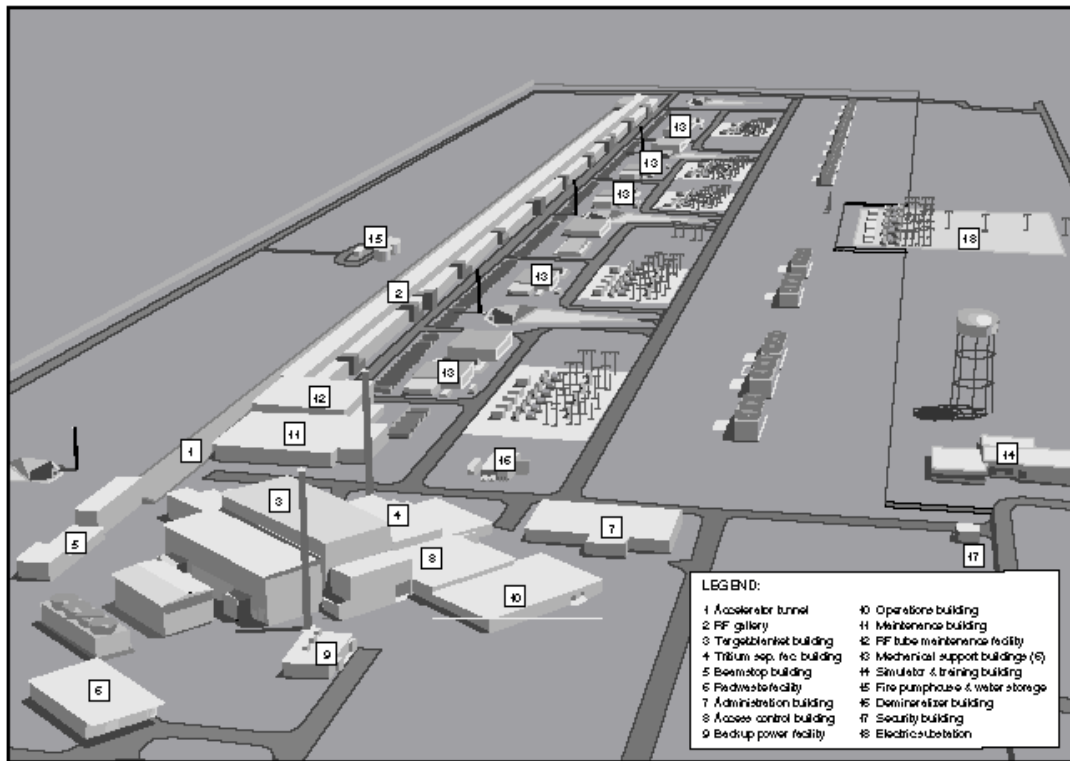 13
13
13
15
18
13
2
13
12
11
1
16
14
3
4
5
7
8
17
10
9
6
LEGEND:
1 Accelerator tunnel
2 RF gallery
3 Target/blanket building
4 Tritium sep. fac. building
5 Beamstop building
6 Radwaste facility
7 Administration building
8 Access control building
9 Backup power facility
10 Operations building
11 Maintenance building
12 RF tube maintenance facility
13 Mechanical support buildings (6)
14 Simulator & training building
15 Fire pumphouse & water storage
16 Demineralizer building
17 Security building
18 Electric substation